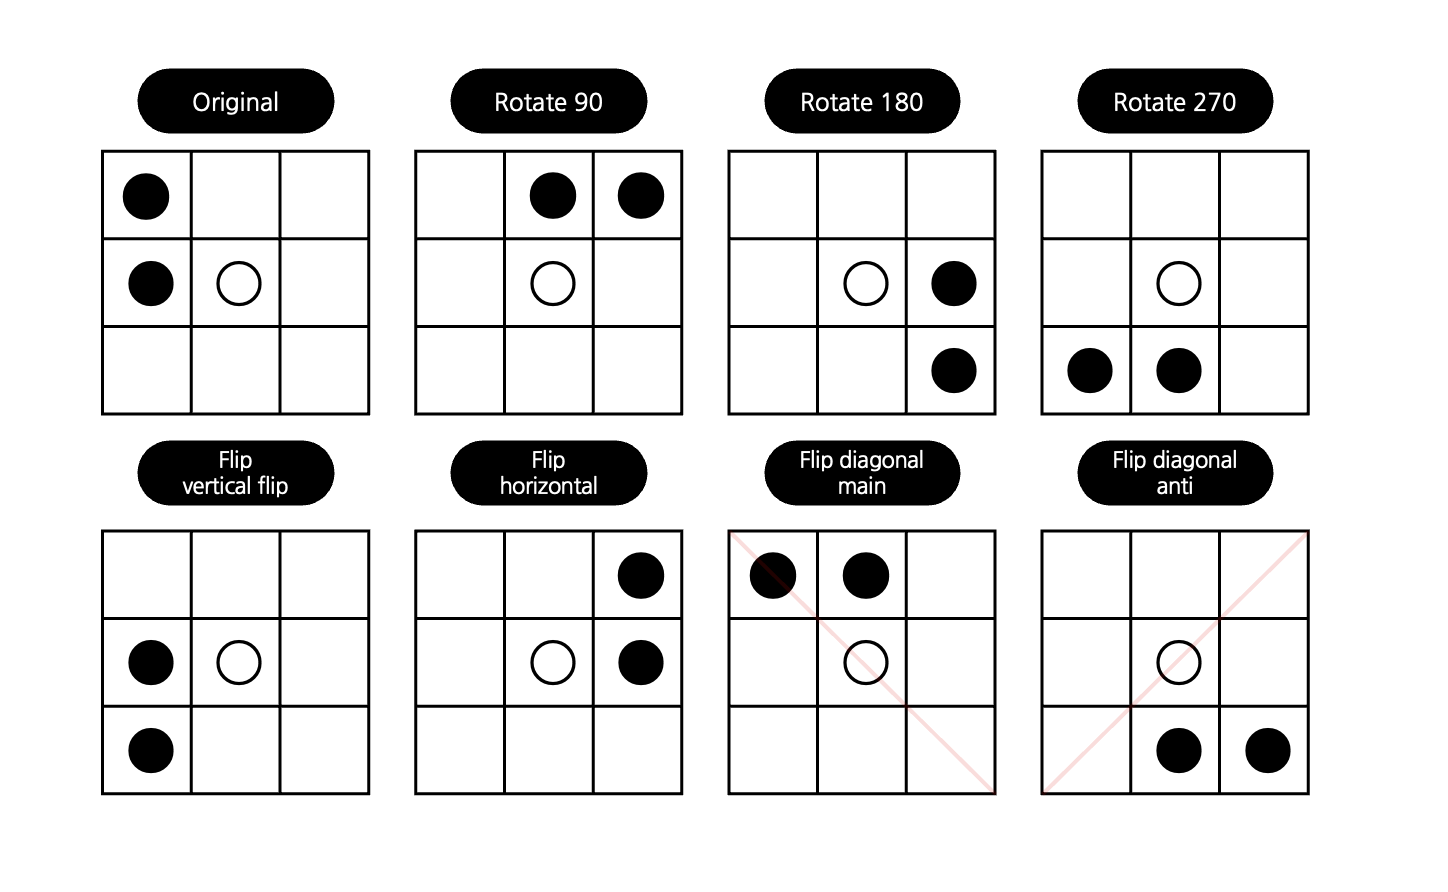 Original
Rotate 90
Rotate 180
Rotate 270
Flip
vertical flip
Flip
horizontal
Flip diagonal
main
Flip diagonal
anti